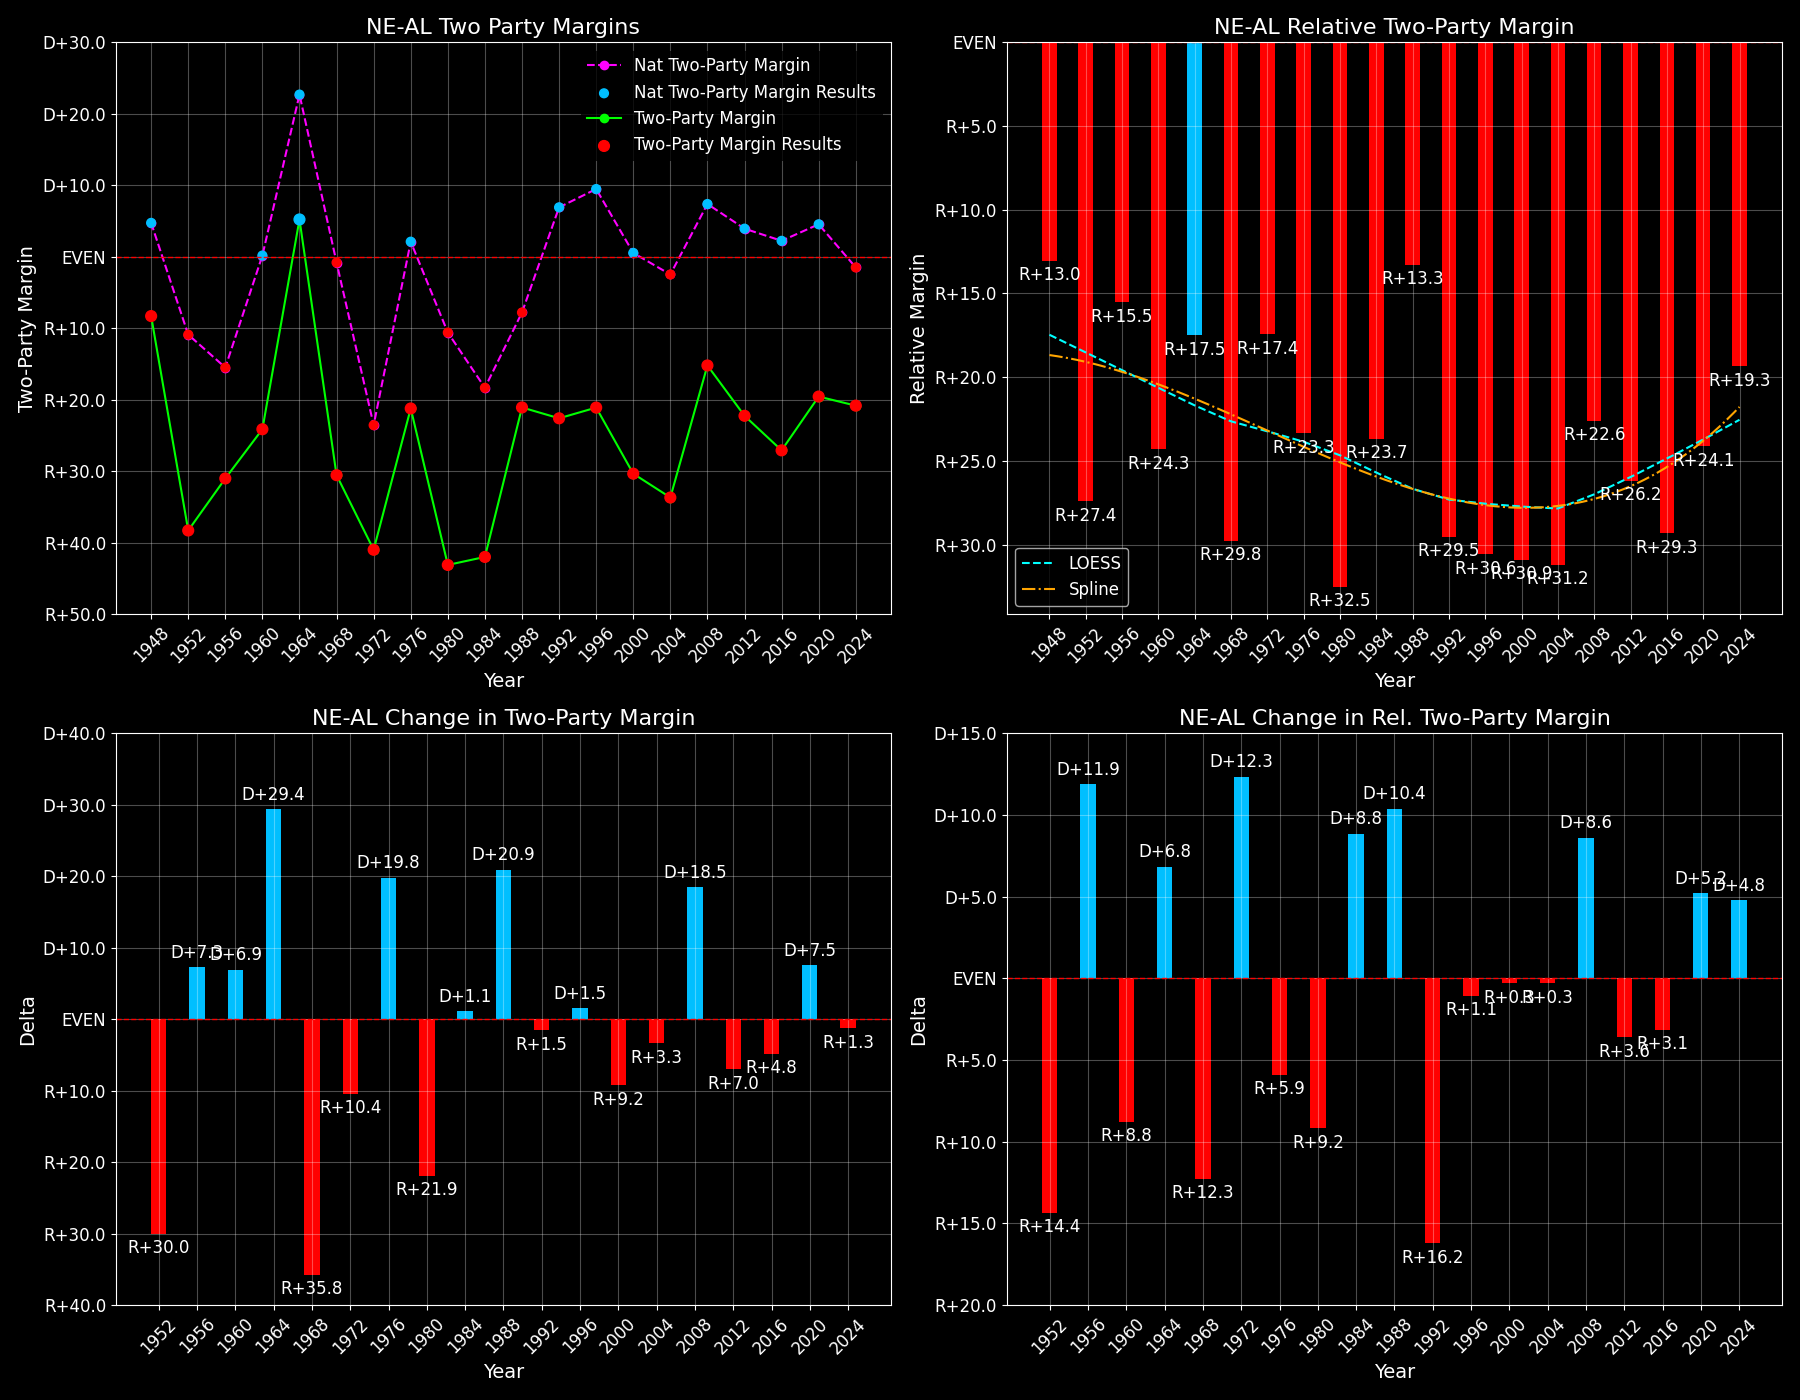 NE-AL Two Party Margins
D+30.0
D+20.0
D+10.0
EVEN
R+10.0
R+20.0
R+30.0
R+40.0
R+50.0
Two-Party Margin
Nat Two-Party Margin
Nat Two-Party Margin Results
Two-Party Margin
Two-Party Margin Results
1948
1952
1956
1960
1964
1968
1972
1976
1980
1984
1988
1992
1996
2000
2004
2008
2012
2016
2020
2024
Year
NE-AL Relative Two-Party Margin
EVEN
R+5.0
R+10.0
R+15.0
R+20.0
R+25.0
R+30.0
Relative Margin
R+13.0
R+27.4
R+15.5
R+24.3
R+17.5
R+29.8
R+17.4
R+23.3
R+32.5
R+23.7
R+13.3
R+29.5
R+30.6
R+30.9
R+31.2
R+22.6
R+26.2
R+29.3
R+24.1
R+19.3
LOESS
Spline
1948
1952
1956
1960
1964
1968
1972
1976
1980
1984
1988
1992
1996
2000
2004
2008
2012
2016
2020
2024
Year
NE-AL Change in Two-Party Margin
D+40.0
D+30.0
D+20.0
D+10.0
EVEN
R+10.0
R+20.0
R+30.0
R+40.0
Delta
R+30.0
D+7.3
D+6.9
D+29.4
R+35.8
R+10.4
D+19.8
R+21.9
D+1.1
D+20.9
R+1.5
D+1.5
R+9.2
R+3.3
D+18.5
R+7.0
R+4.8
D+7.5
R+1.3
1952
1956
1960
1964
1968
1972
1976
1980
1984
1988
1992
1996
2000
2004
2008
2012
2016
2020
2024
Year
NE-AL Change in Rel. Two-Party Margin
D+15.0
D+10.0
D+5.0
EVEN
R+5.0
R+10.0
R+15.0
R+20.0
Delta
R+14.4
D+11.9
R+8.8
D+6.8
R+12.3
D+12.3
R+5.9
R+9.2
D+8.8
D+10.4
R+16.2
R+1.1
R+0.3
R+0.3
D+8.6
R+3.6
R+3.1
D+5.2
D+4.8
1952
1956
1960
1964
1968
1972
1976
1980
1984
1988
1992
1996
2000
2004
2008
2012
2016
2020
2024
Year